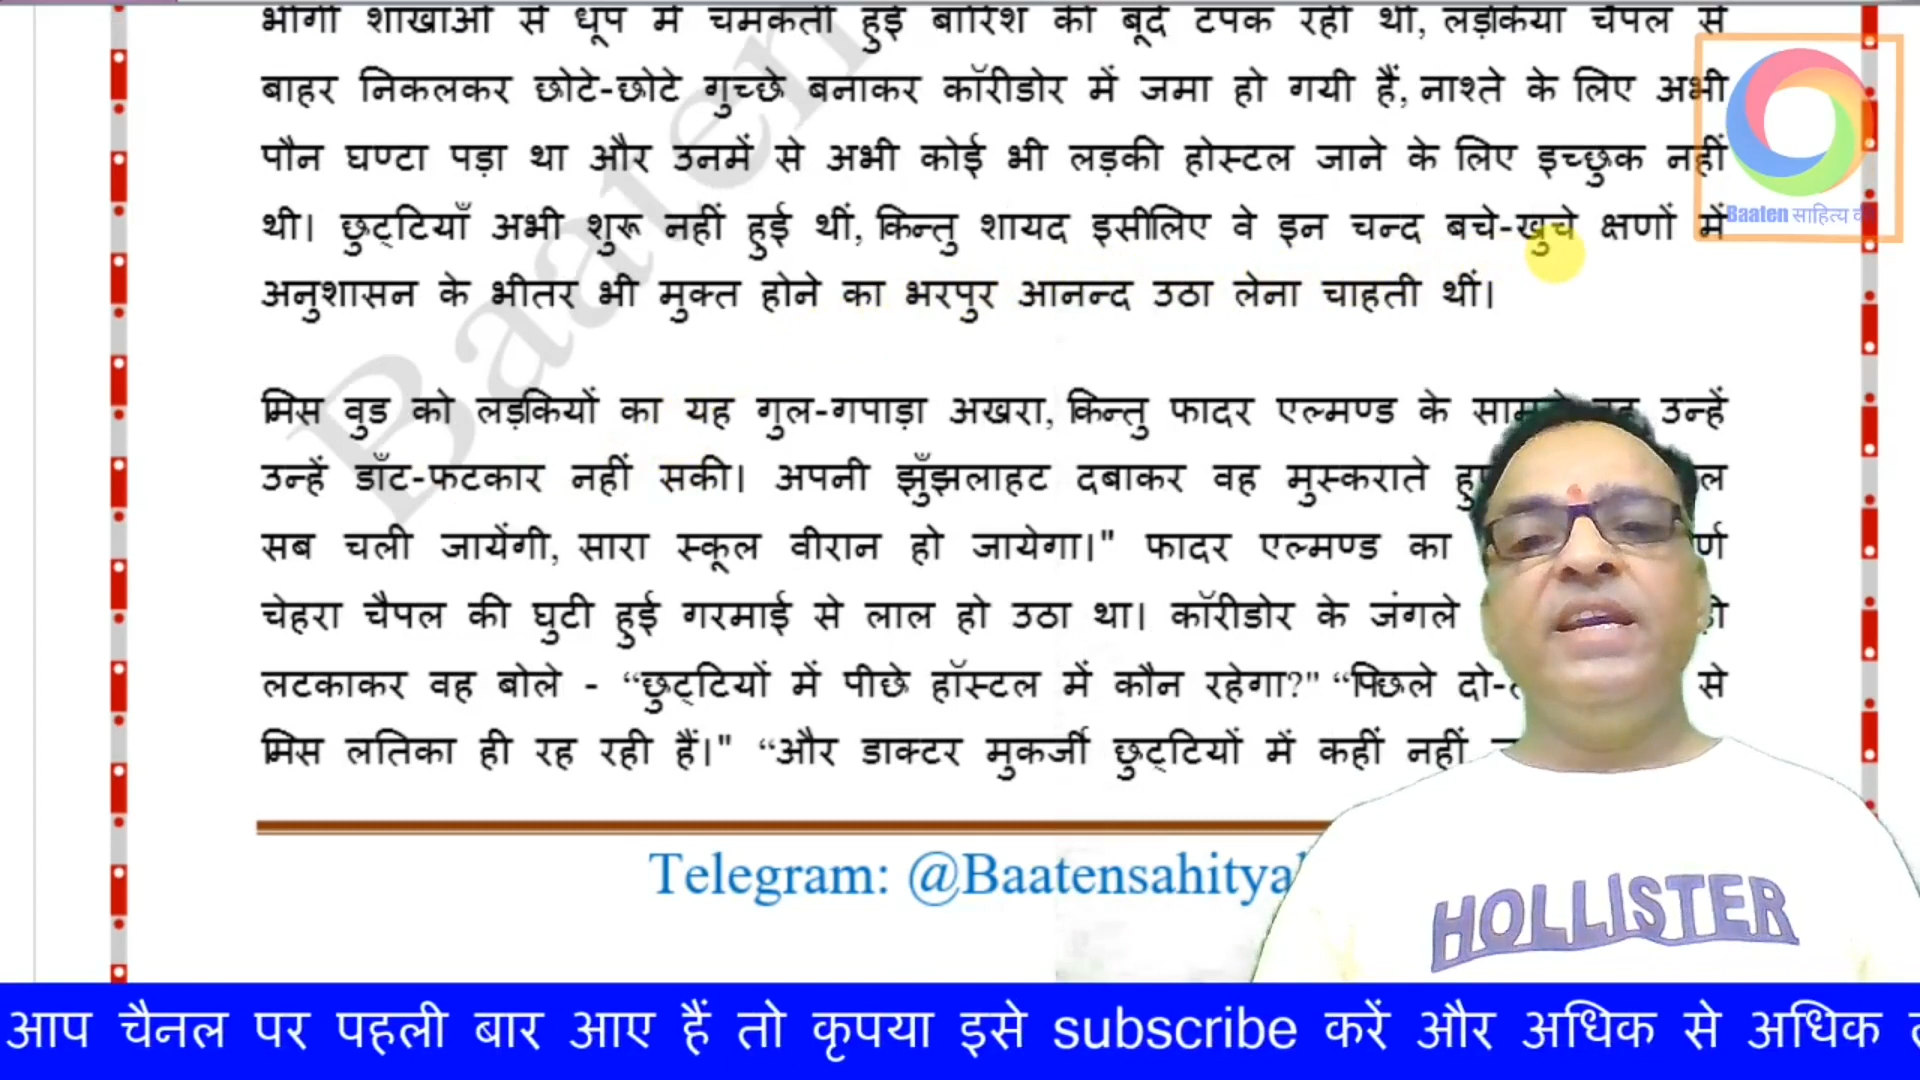 भीगी शाखाओं से धूप में चमकती हुई बारिश की बूँदें टपक रही थीं, लड़कियाँ चैपल से
बाहर निकलकर छोटे-छोटे गुच्छे बनाकर कॉरीडोर में जमा हो गयी हैं, नाश्ते के लिए अभी
पौन घण्टा पड़ा था और उनमें से अभी कोई भी लड़की होस्टल जाने के लिए इच्छुक नहीं
थी। छुट्टियाँ अभी शुरू नहीं हुई थीं, किन्तु शायद इसीलिए वे इन चन्द बचे-खुचे क्षणों में
अनुशासन के भीतर भी मुक्त होने का भरपुर आनन्द उठा लेना चाहती थीं।
मिस वुड को लड़कियों का यह गुल-गपाड़ा अखरा, किन्तु फादर एल्मण्ड के उन्हें
उन्हें डाँट-फटकार नहीं सकी। अपनी झुँझलाहट दबाकर वह मुस्कराते
सब चली जायेंगी, सारा स्कूल वीरान हो जायेगा।" फादर एल्मण्ड का
चेहरा चैपल की घुटी हुई गरमाई से लाल हो उठा था। कॉरीडोर के जंगले
लटकाकर वह बोले - “छुट्टियों में पीछे हॉस्टल में कौन रहेगा?" “पिछले से
मिस लतिका ही रह रही हैं।" “और डाक्टर मुकर्जी छुट्टियों में कहीं नहीं
Baaten साहित्य
Baaten
Telegram: @Baatensahitya
HOLLISTER
आप चैनल पर पहली बार आए हैं तो कृपया इसे subscribe करें और अधिक से अधिक